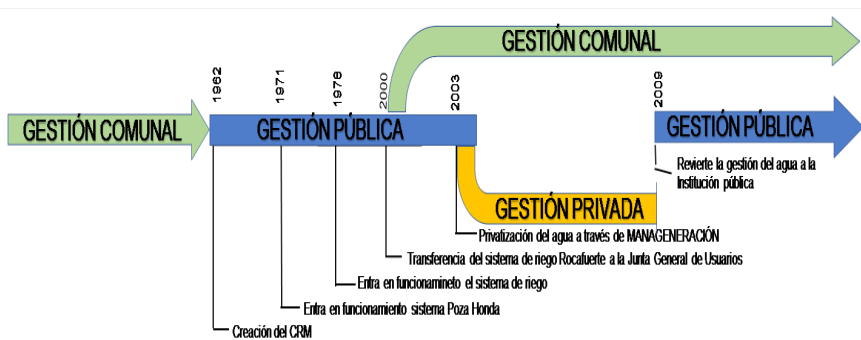 GESTIÓN COMUNAL
1962
1971
1978
2000
2003
2009
GESTIÓN COMUNAL
GESTIÓN PÚBLICA
GESTIÓN PÚBLICA
Revierte la gestión del agua a la
Institución pública
GESTIÓN PRIVADA
Privatización del agua a través de MANAGENERACIÓN
Transferencia del sistema de riego Rocafuerte a la Junta General de Usuarios
Entra en funcionamineto el sistema de riego
Entra en funcionamiento sistema Poza Honda
Creación del CRM